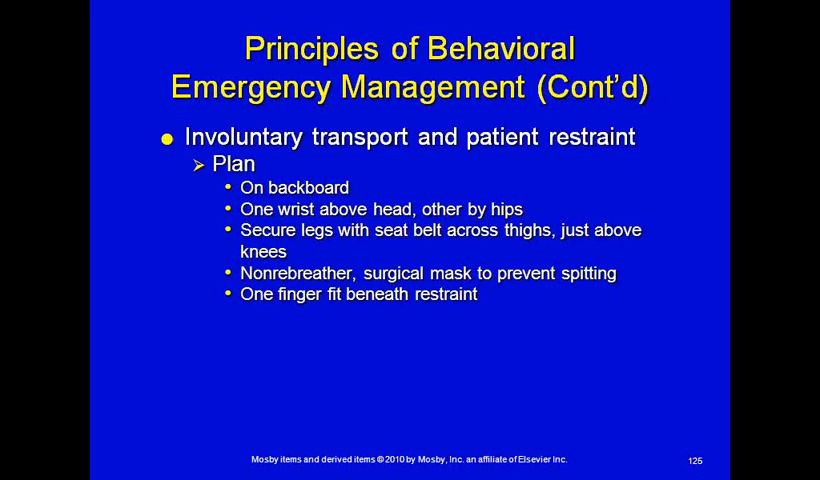 Principles of Behavioral
Emergency Management (Cont'd)
● Involuntary transport and patient restraint
➢ Plan
• On backboard
• One wrist above head, other by hips
• Secure legs with seat belt across thighs, just above
knees
• Nonrebreather, surgical mask to prevent spitting
• One finger fit beneath restraint
Mosby items and derived items © 2010 by Mosby, Inc. an affiliate of Elsevier Inc.
125